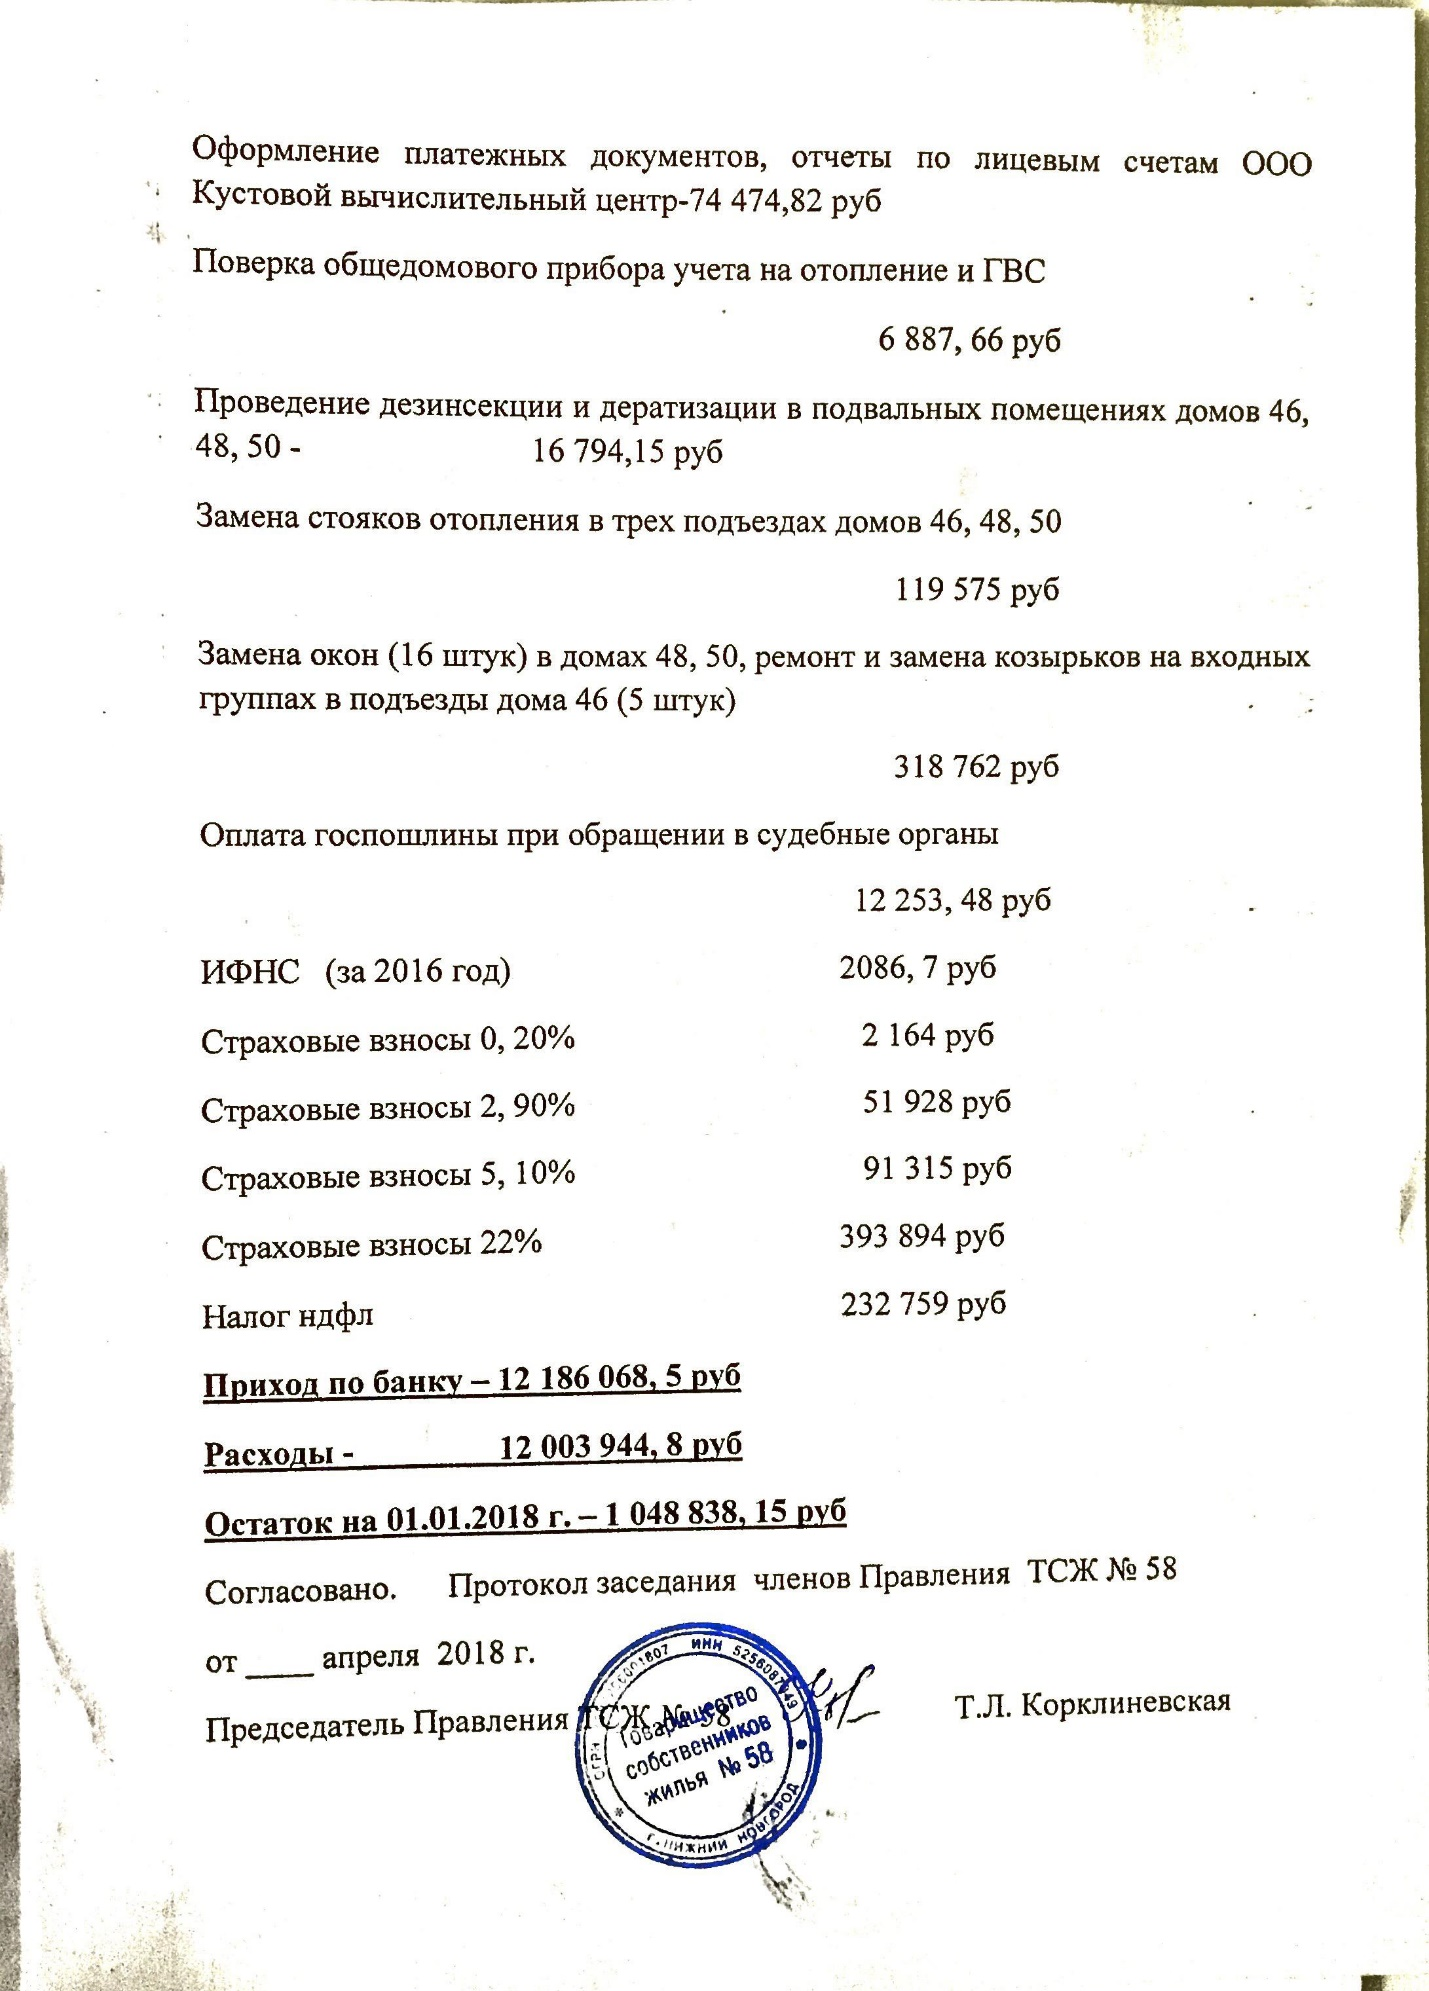 Оформление платежных документов, отчеты по лицевым счетам ООО
Кустовой вычислительный центр-74 474,82 руб
Поверка общедомового прибора учета на отопление и ГВС
6 887, 66 руб
Проведение дезинсекции и дератизации в подвальных помещениях домов 46,
48, 50 - 16 794,15 руб
Замена стояков отопления в трех подъездах домов 46, 48, 50
119 575 руб
Замена окон (16 штук) в домах 48, 50, ремонт и замена козырьков на входных
группах в подъезды дома 46 (5 штук)
318 762 руб
Оплата госпошлины при обращении в судебные органы
12 253, 48 руб
ИФНС (за 2016 год) 2086, 7 руб
Страховые взносы 0, 20% 2 164 руб
Страховые взносы 2, 90% 51 928 руб
Страховые взносы 5, 10% 91 315 руб
Страховые взносы 22% 393 894 руб
Налог ндфл 232 759 руб
Приход по банку – 12 186 068, 5 руб
Расходы - 12 003 944, 8 руб
Остаток на 01.01.2018 г. – 1 048 838, 15 руб
Согласовано. Протокол заседания членов Правления ТСЖ № 58
от ____ апреля 2018 г.
Председатель Правления ТСЖ № 58 Т.Л. Корклиневская
Товарищество
собственников
жилья № 58
ОГРН ИНН
г. НИЖНИЙ НОВГОРОД